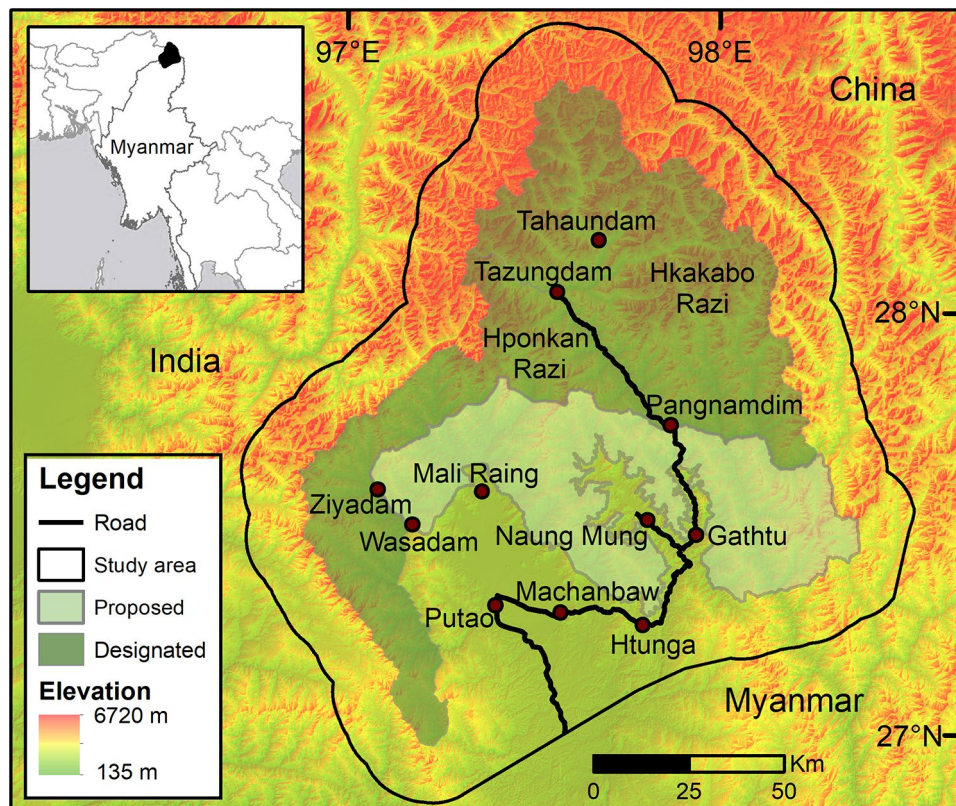 97°E
98°E
China
Myanmar
Tahaundam
Tazungdam
Hkakabo
Razi
28°N
Hponkan
Razi
India
Pangnamdim
Legend
Road
Study area
Proposed
Designated
Elevation
6720 m
135 m
Mali Raing
Ziyadam
Wasadam
Naung Mung
Gathtu
Machanbaw
Putao
Htunga
Myanmar
27°N
Km
0
25
50